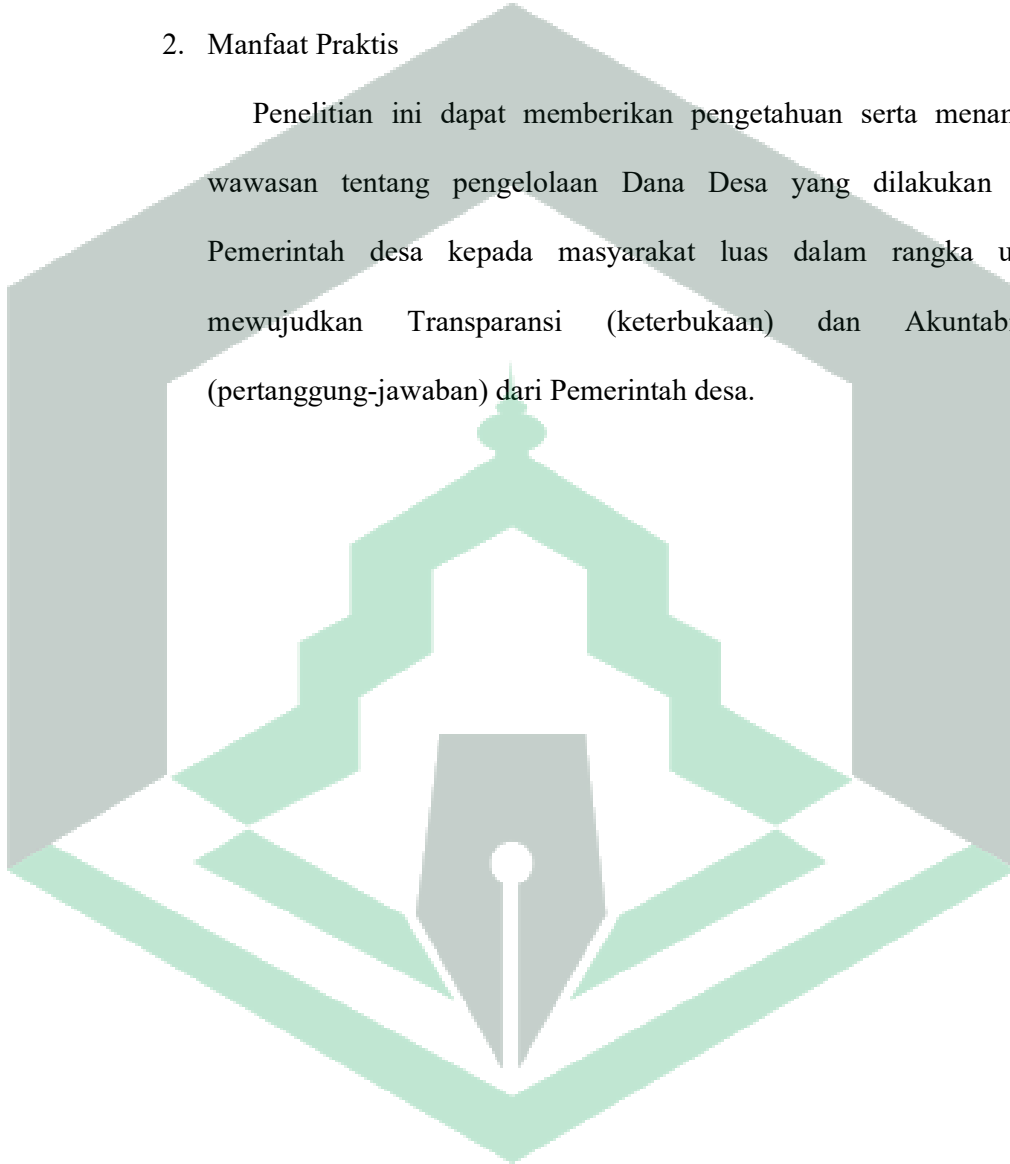 2. Manfaat Praktis
Penelitian ini dapat memberikan pengetahuan serta
wawasan tentang pengelolaan Dana Desa yang dilakukan
Pemerintah desa kepada masyarakat luas dalam rangka
mewujudkan Transparansi (keterbukaan) dan
(pertanggung-jawaban) dari Pemerintah desa.